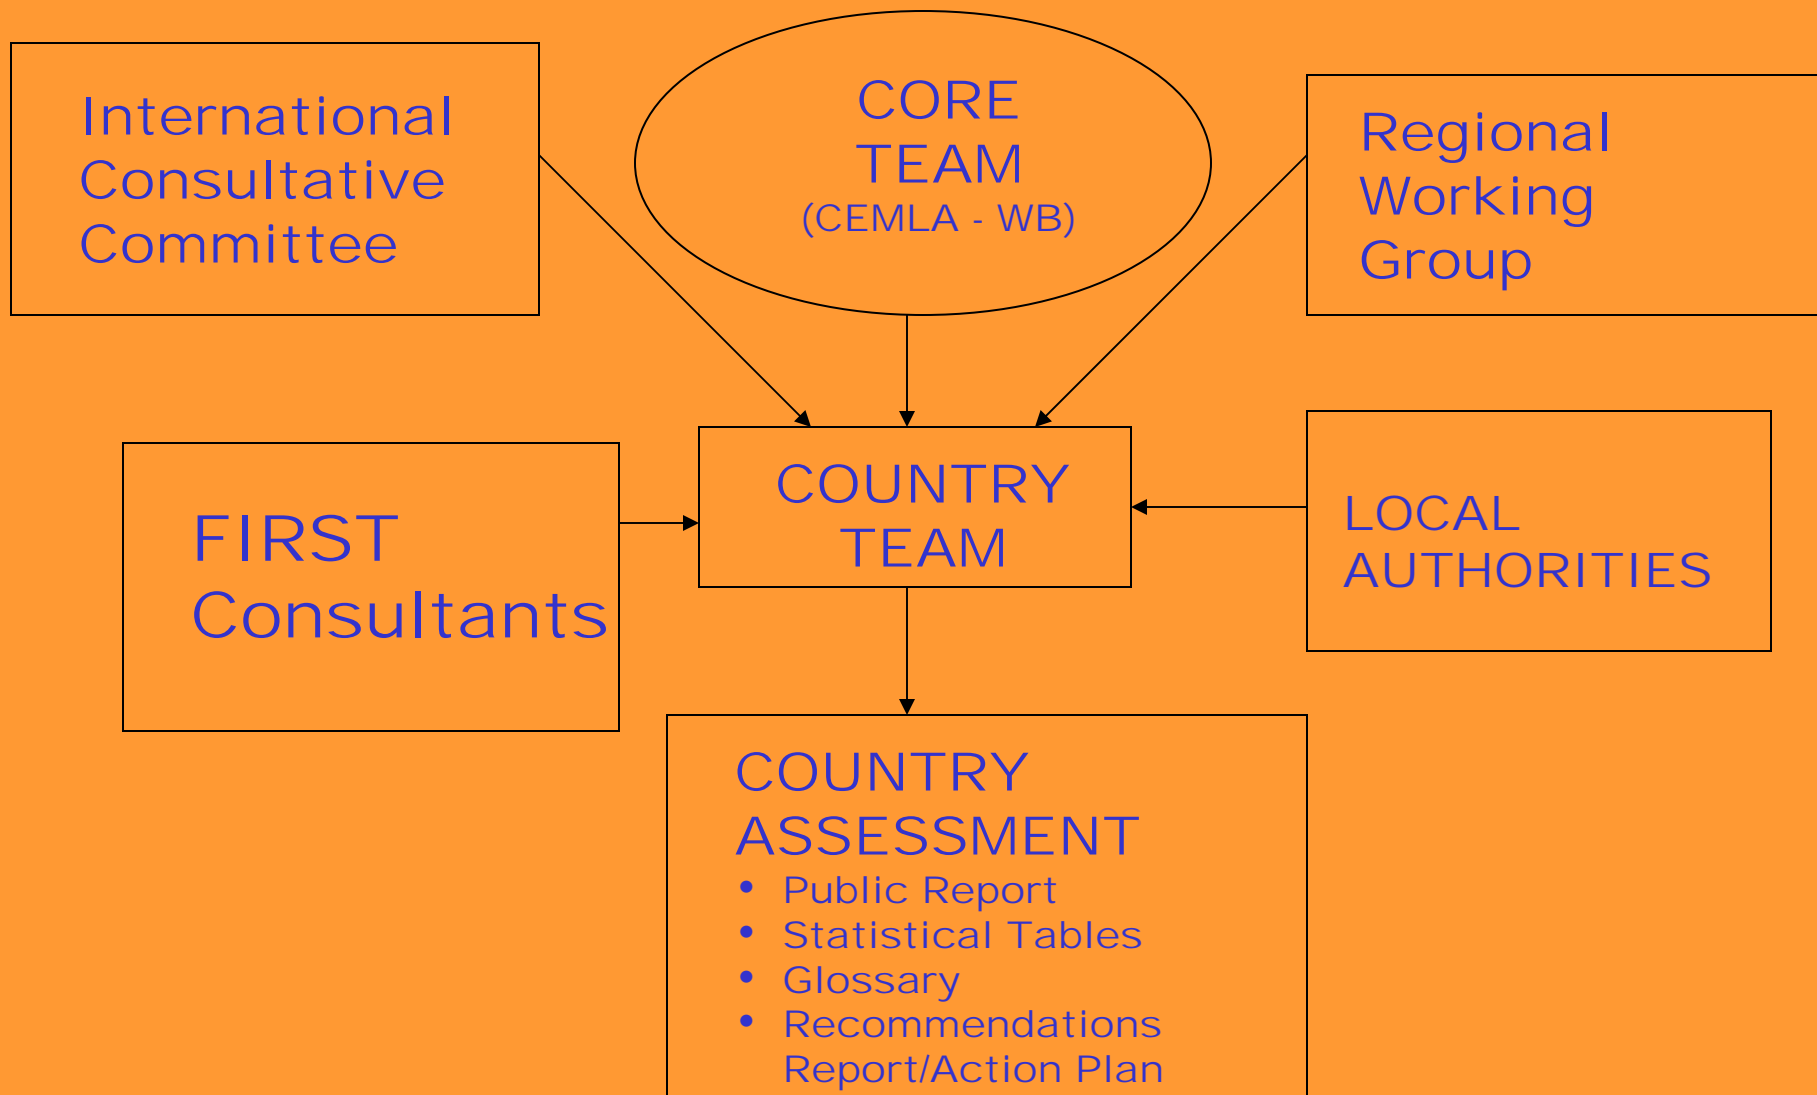 International
Consultative
Committee
CORE
TEAM
(CEMLA - WB)
Regional
Working
Group
FIRST
Consultants
COUNTRY
TEAM
LOCAL
AUTHORITIES
COUNTRY
ASSESSMENT
• Public Report
• Statistical Tables
• Glossary
• Recommendations
Report/Action Plan